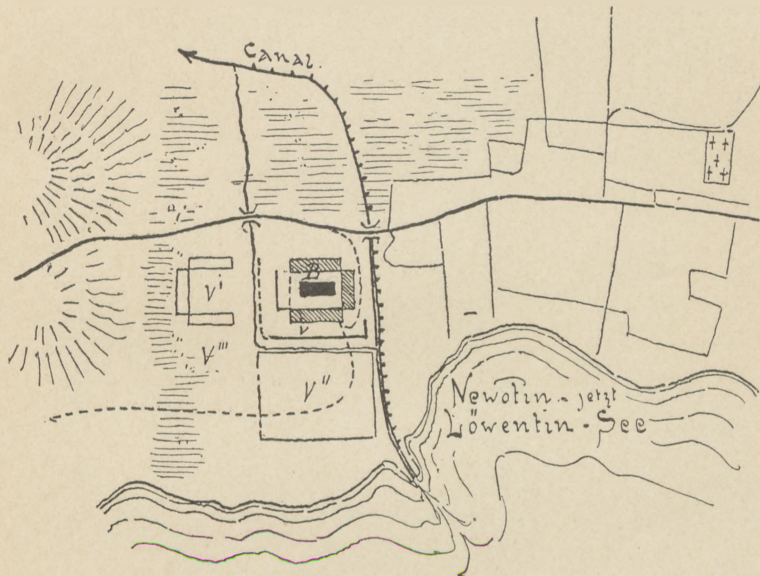 Canal.
B
V'
V
V'''
V''
Newotin - jetzt
Löwentin - See